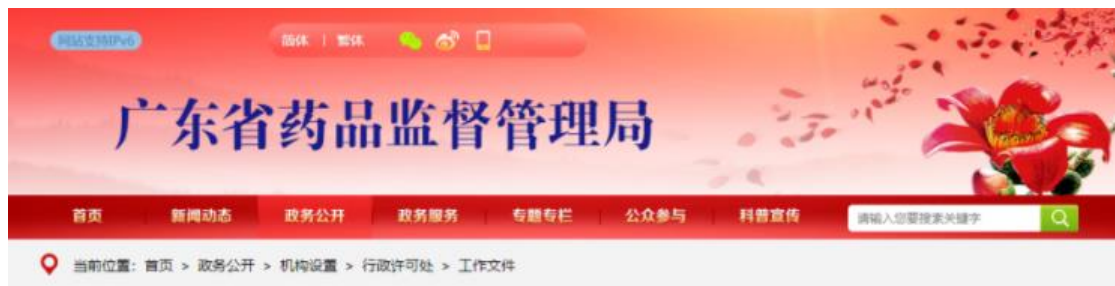 网站支持IPv6 简体 | 繁体
广东省药品监督管理局
首页 新闻动态 政务公开 政务服务 专题专栏 公众参与 科普宣传 请输入您要搜索关键字
当前位置：首页 > 政务公开 > 机构设置 > 行政许可处 > 工作文件